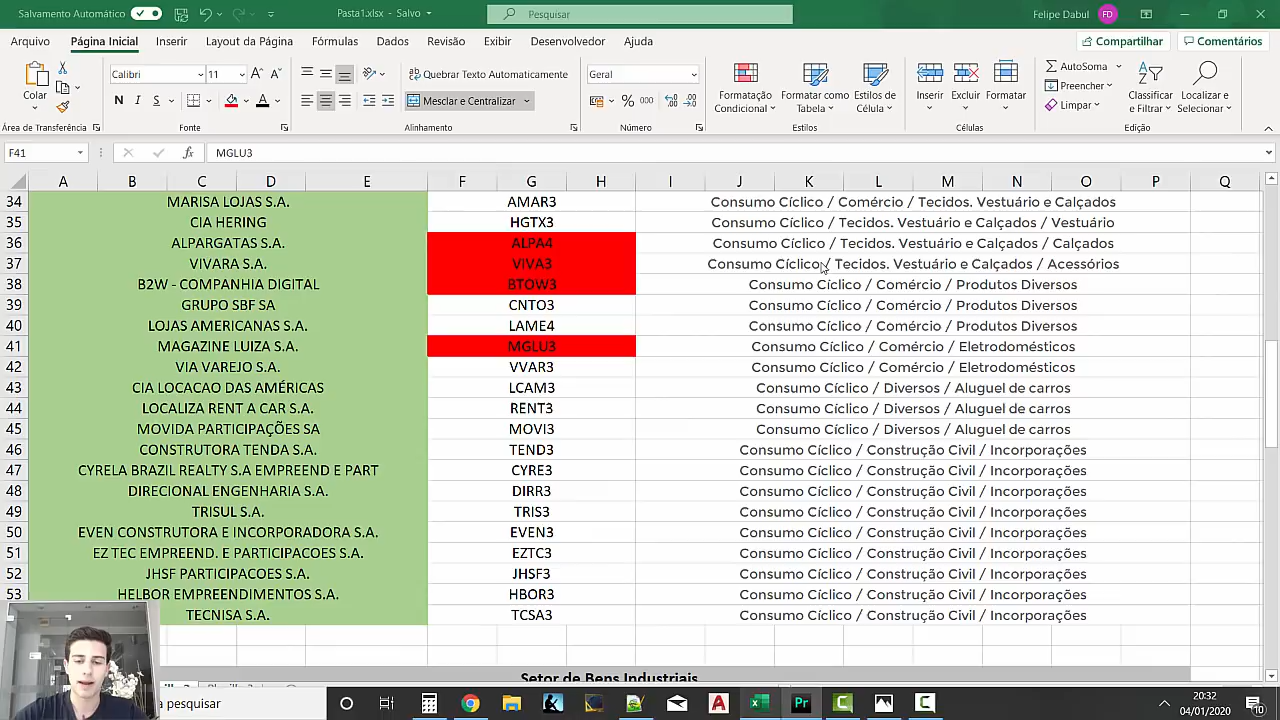 Salvamento Automático Pasta1.xlsx - Salvo Pesquisar Felipe Dabul FD
Arquivo Página Inicial Inserir Layout da Página Fórmulas Dados Revisão Exibir Desenvolvedor Ajuda Compartilhar Comentários
Colar Calibri 11 Quebrar Texto Automaticamente Geral Formatação Condicional Formatar como Tabela Estilos de Célula Inserir Excluir Formatar AutoSoma Classificar e Filtrar Localizar e Selecionar
N I S Mesclar e Centralizar % 000 Preencher
Limpar
Área de Transferência Fonte Alinhamento Número Estilos Células Edição
F41 fx MGLU3
A B C D E F G H I J K L M N O P Q
34 MARISA LOJAS S.A. AMAR3 Consumo Cíclico / Comércio / Tecidos. Vestuário e Calçados
35 CIA HERING HGTX3 Consumo Cíclico / Tecidos. Vestuário e Calçados / Vestuário
36 ALPARGATAS S.A. ALPA4 Consumo Cíclico / Tecidos. Vestuário e Calçados / Calçados
37 VIVARA S.A. VIVA3 Consumo Cíclico / Tecidos. Vestuário e Calçados / Acessórios
38 B2W - COMPANHIA DIGITAL BTOW3 Consumo Cíclico / Comércio / Produtos Diversos
39 GRUPO SBF SA CNTO3 Consumo Cíclico / Comércio / Produtos Diversos
40 LOJAS AMERICANAS S.A. LAME4 Consumo Cíclico / Comércio / Produtos Diversos
41 MAGAZINE LUIZA S.A. MGLU3 Consumo Cíclico / Comércio / Eletrodomésticos
42 VIA VAREJO S.A. VVAR3 Consumo Cíclico / Comércio / Eletrodomésticos
43 CIA LOCACAO DAS AMÉRICAS LCAM3 Consumo Cíclico / Diversos / Aluguel de carros
44 LOCALIZA RENT A CAR S.A. RENT3 Consumo Cíclico / Diversos / Aluguel de carros
45 MOVIDA PARTICIPAÇÕES SA MOVI3 Consumo Cíclico / Diversos / Aluguel de carros
46 CONSTRUTORA TENDA S.A. TEND3 Consumo Cíclico / Construção Civil / Incorporações
47 CYRELA BRAZIL REALTY S.A EMPREEND E PART CYRE3 Consumo Cíclico / Construção Civil / Incorporações
48 DIRECIONAL ENGENHARIA S.A. DIRR3 Consumo Cíclico / Construção Civil / Incorporações
49 TRISUL S.A. TRIS3 Consumo Cíclico / Construção Civil / Incorporações
50 EVEN CONSTRUTORA E INCORPORADORA S.A. EVEN3 Consumo Cíclico / Construção Civil / Incorporações
51 EZ TEC EMPREEND. E PARTICIPACOES S.A. EZTC3 Consumo Cíclico / Construção Civil / Incorporações
52 JHSF PARTICIPACOES S.A. JHSF3 Consumo Cíclico / Construção Civil / Incorporações
53 HELBOR EMPREENDIMENTOS S.A. HBOR3 Consumo Cíclico / Construção Civil / Incorporações
TECNISA S.A. TCSA3 Consumo Cíclico / Construção Civil / Incorporações
Setor de Bens Industriais
pesquisar 20:32
04/01/2020